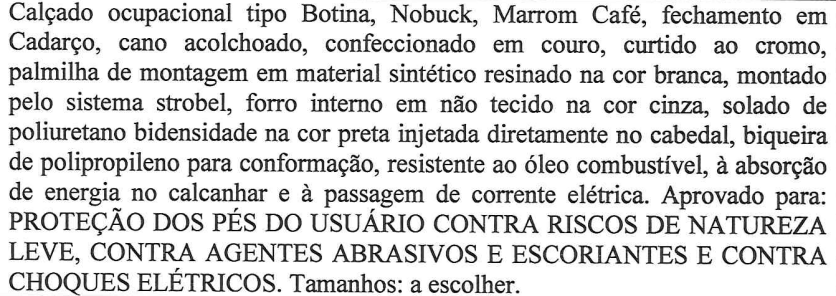 Calçado ocupacional tipo Botina, Nobuck, Marrom Café, fechamento em
Cadarço, cano acolchoado, confeccionado em couro, curtido ao cromo,
palmilha de montagem em material sintético resinado na cor branca, montado
pelo sistema strobel, forro interno em não tecido na cor cinza, solado de
poliuretano bidensidade na cor preta injetada diretamente no cabedal, biqueira
de polipropileno para conformação, resistente ao óleo combustível, à absorção
de energia no calcanhar e à passagem de corrente elétrica. Aprovado para:
PROTEÇÃO DOS PÉS DO USUÁRIO CONTRA RISCOS DE NATUREZA
LEVE, CONTRA AGENTES ABRASIVOS E ESCORIANTES E CONTRA
CHOQUES ELÉTRICOS. Tamanhos: a escolher.